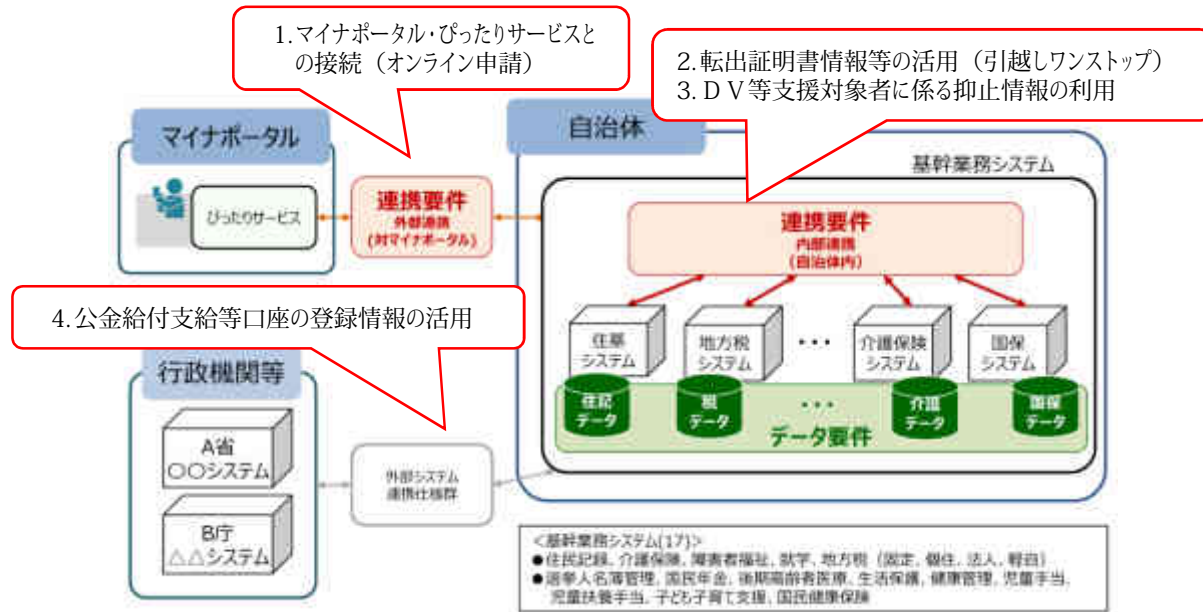 1.マイナポータル・ぴったりサービスと
の接続（オンライン申請）
2.転出証明書情報等の活用（引越しワンストップ）
3.ＤＶ等支援対象者に係る抑止情報の利用
マイナポータル
ぴったりサービス
連携要件
外部連携
(対マイナポータル)
自治体
基幹業務システム
連携要件
内部連携
(自治体内)
4.公金給付支給等口座の登録情報の活用
住基
システム
地方税
システム
・・・
介護保険
システム
国保
システム
住記
データ
税
データ
・・・
介護
データ
国保
データ
データ要件
行政機関等
A省
〇〇システム
B庁
△△システム
外部システム
連携仕様群
<基幹業務システム(17)>
●住民記録、介護保険、障害者福祉、就学、地方税（固定、個住、法人、軽自）
●選挙人名簿管理、国民年金、後期高齢者医療、生活保護、健康管理、児童手当、
児童扶養手当、子ども子育て支援、国民健康保険